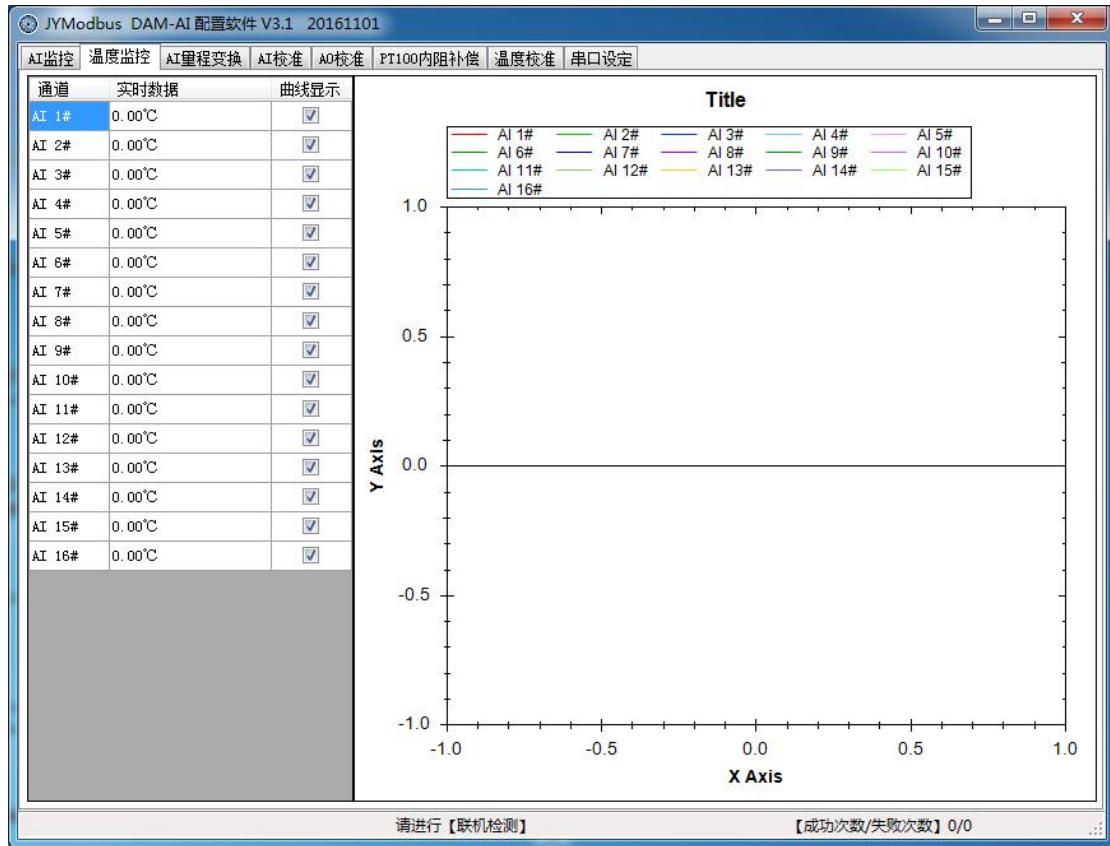 JYModbus DAM-AI 配置软件 V3.1 20161101
AI监控 温度监控 AI量程变换 AI校准 AO校准 PT100内阻补偿 温度校准 串口设定
通道 实时数据 曲线显示
AI 1# 0.00℃
AI 2# 0.00℃
AI 3# 0.00℃
AI 4# 0.00℃
AI 5# 0.00℃
AI 6# 0.00℃
AI 7# 0.00℃
AI 8# 0.00℃
AI 9# 0.00℃
AI 10# 0.00℃
AI 11# 0.00℃
AI 12# 0.00℃
AI 13# 0.00℃
AI 14# 0.00℃
AI 15# 0.00℃
AI 16# 0.00℃
Title
AI 1# AI 2# AI 3# AI 4# AI 5#
AI 6# AI 7# AI 8# AI 9# AI 10#
AI 11# AI 12# AI 13# AI 14# AI 15#
AI 16#
1.0
0.5
0.0
-0.5
-1.0
Y Axis
-1.0 -0.5 0.0 0.5 1.0
X Axis
请进行【联机检测】 【成功次数/失败次数】0/0